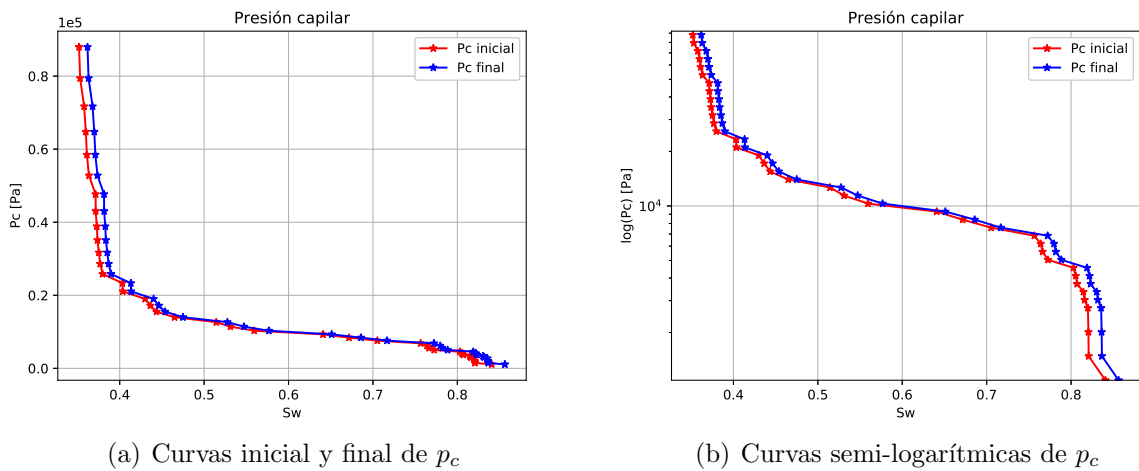 Presión capilar
1e5
Pc inicial
Pc final
0.8
0.6
0.4
0.2
0.0
Pc [Pa]
0.4 0.5 0.6 0.7 0.8
Sw
(a) Curvas inicial y final de p_c
Presión capilar
Pc inicial
Pc final
10^4
log(Pc) [Pa]
0.4 0.5 0.6 0.7 0.8
Sw
(b) Curvas semi-logarítmicas de p_c